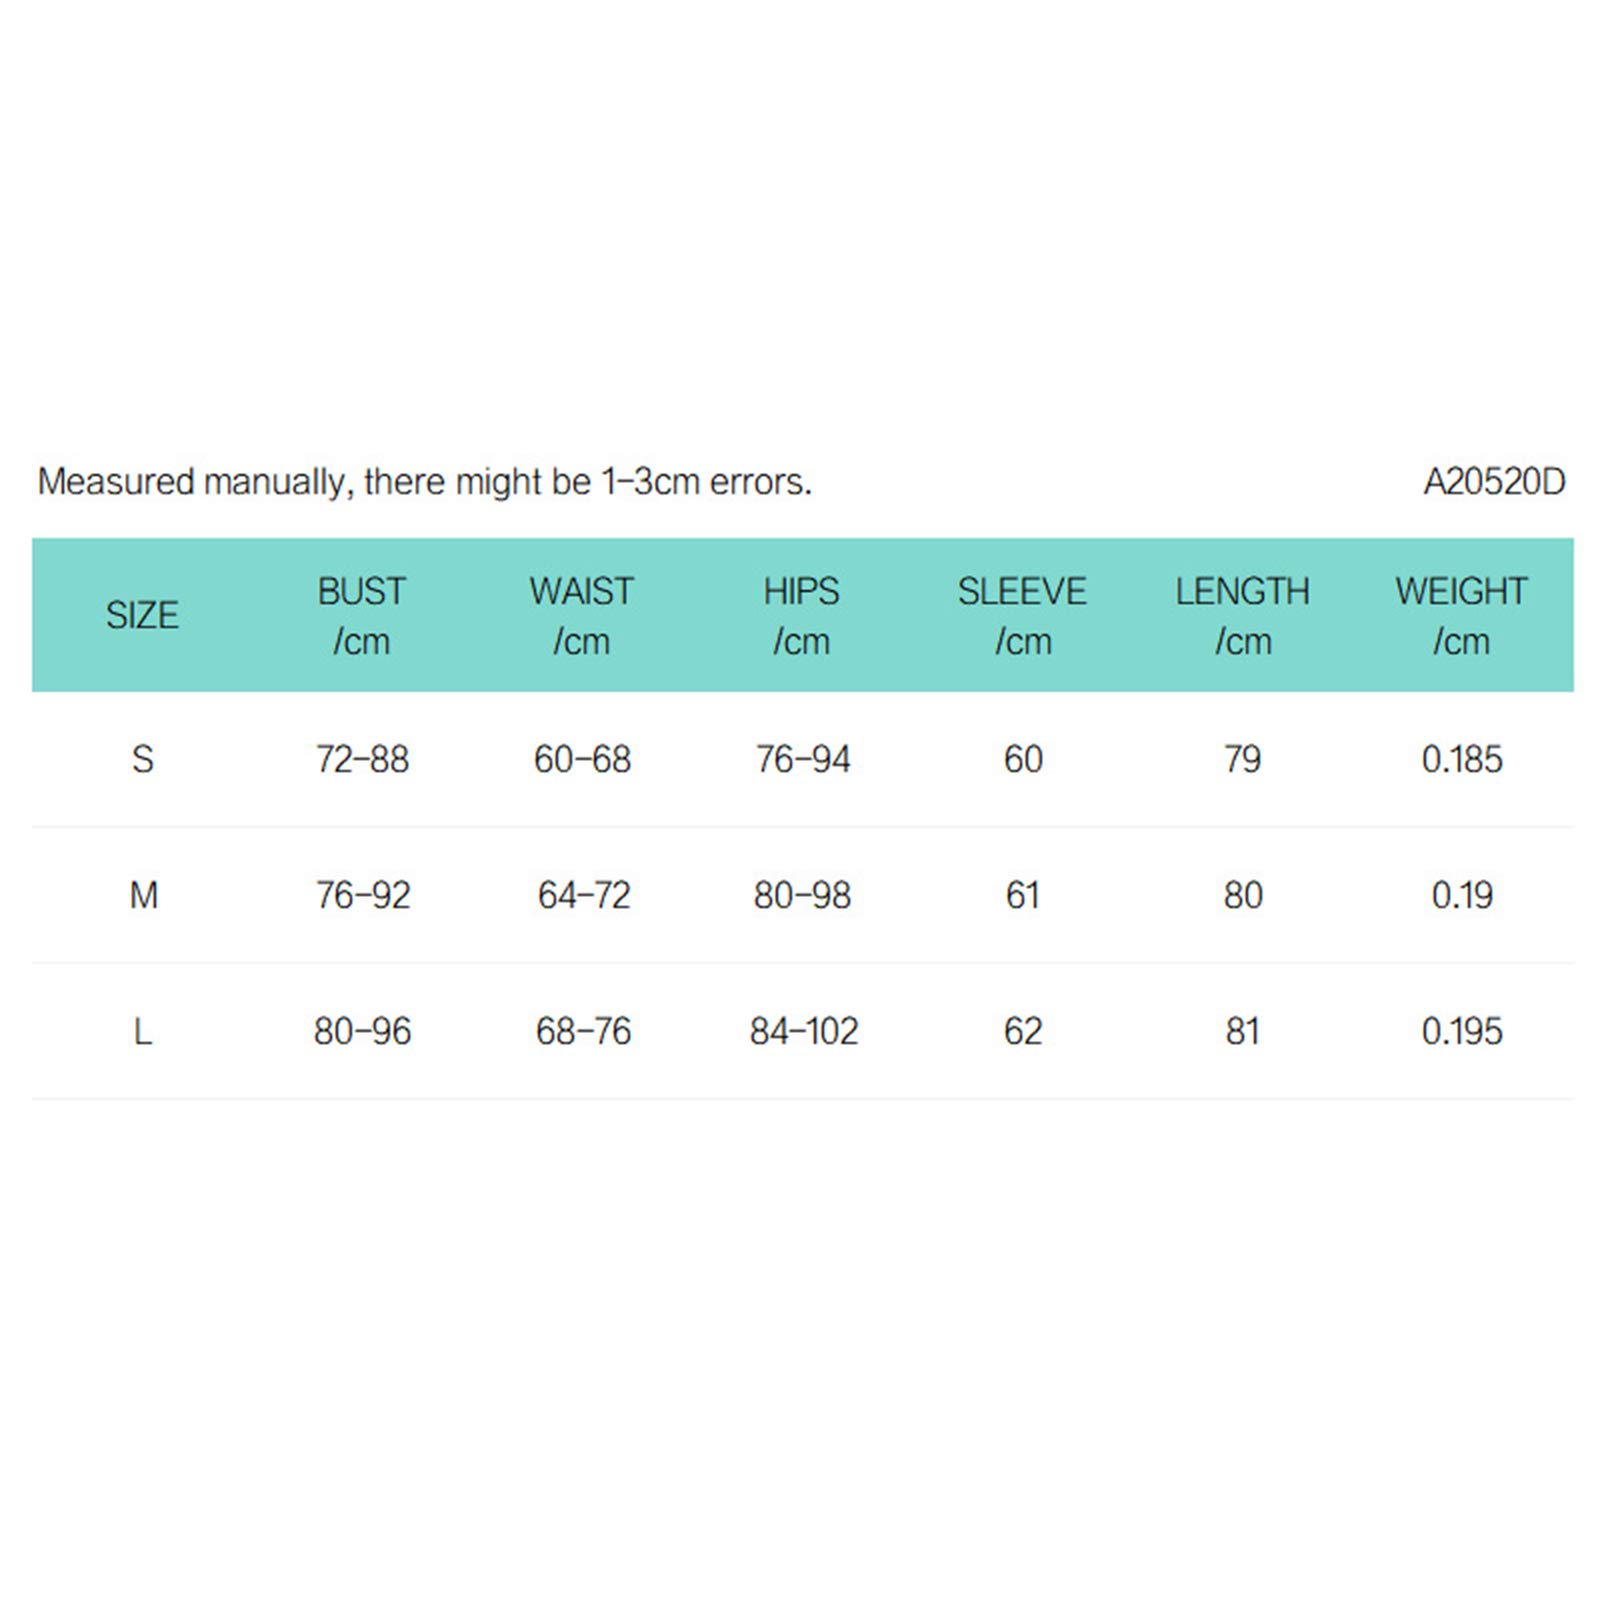 Measured manually, there might be 1-3cm errors. A20520D
SIZE BUST /cm WAIST /cm HIPS /cm SLEEVE /cm LENGTH /cm WEIGHT /cm
S 72-88 60-68 76-94 60 79 0.185
M 76-92 64-72 80-98 61 80 0.19
L 80-96 68-76 84-102 62 81 0.195